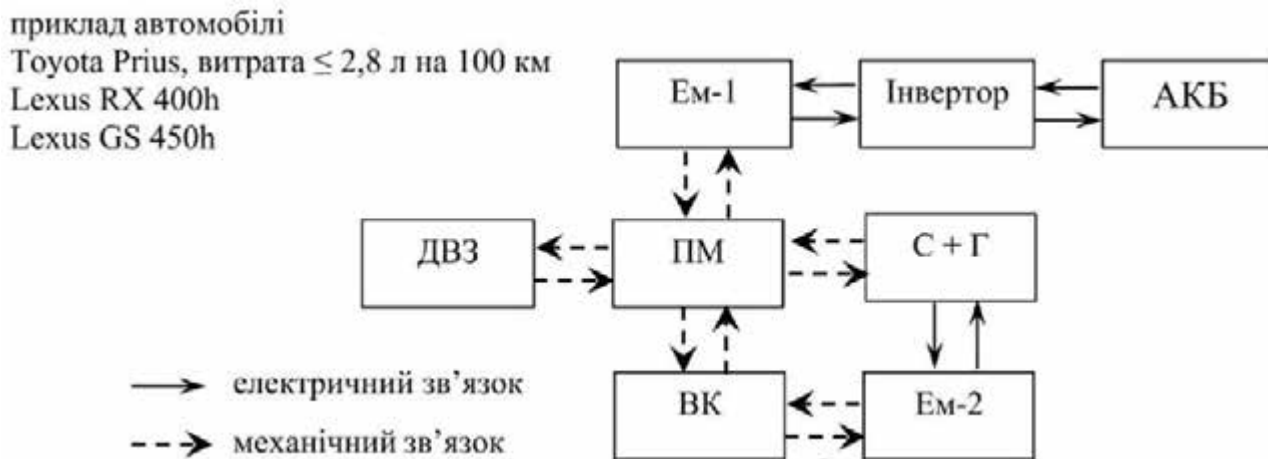 приклад автомобілі
Toyota Prius, витрата ≤ 2,8 л на 100 км
Lexus RX 400h
Lexus GS 450h
Ем-1
Інвертор
АКБ
ДВЗ
ПМ
С + Г
ВК
Ем-2
електричний зв’язок
механічний зв’язок